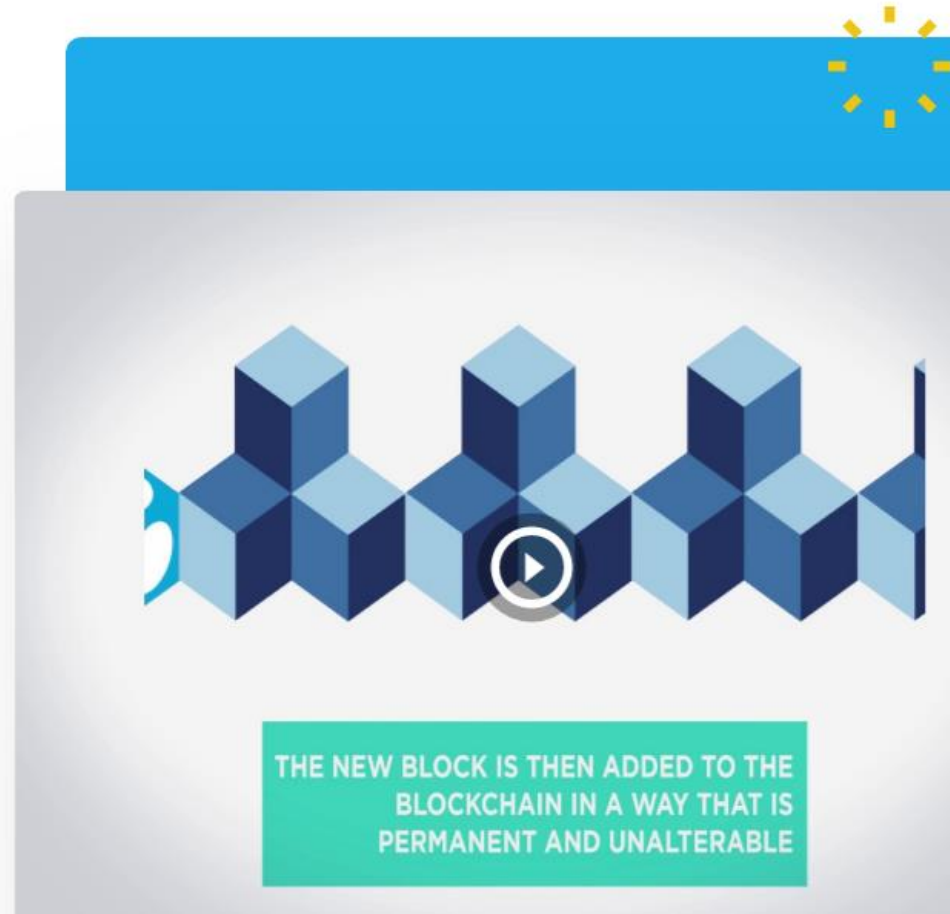 THE NEW BLOCK IS THEN ADDED TO THE
BLOCKCHAIN IN A WAY THAT IS
PERMANENT AND UNALTERABLE